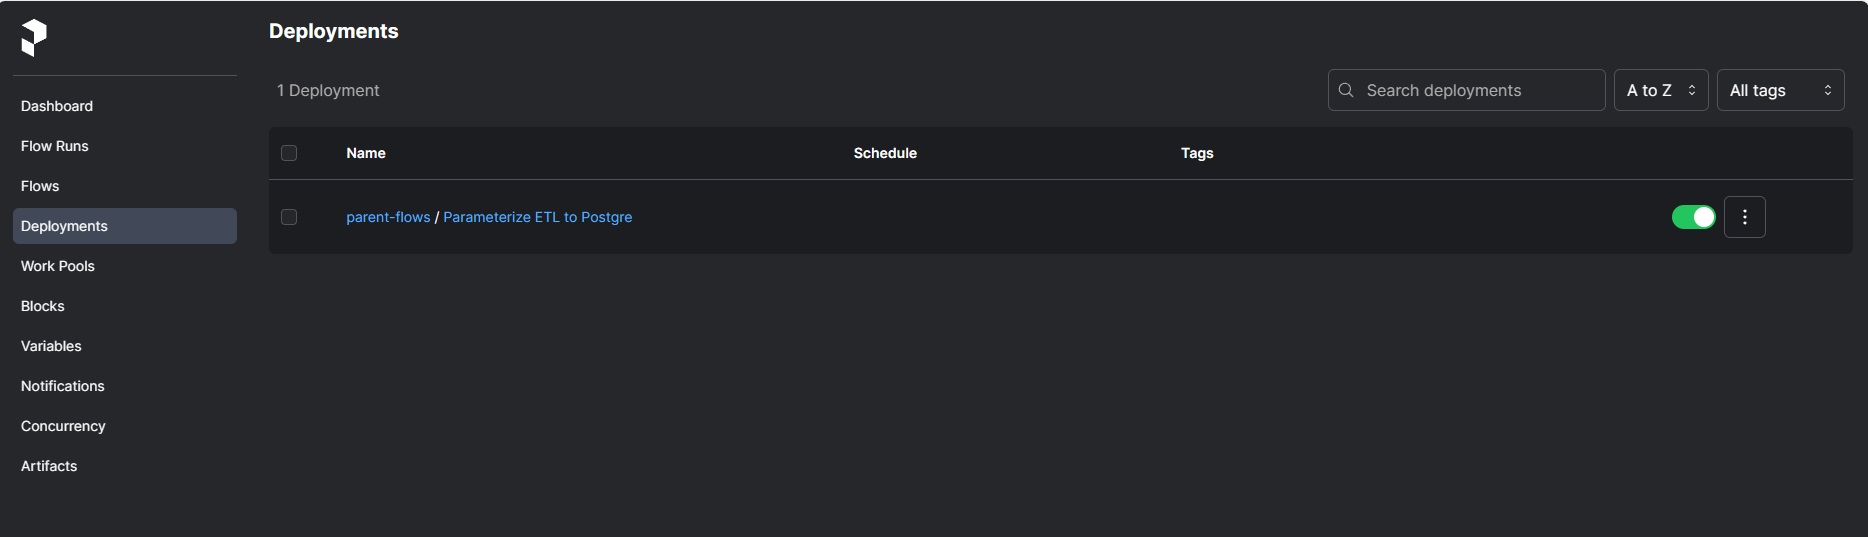 Deployments
1 Deployment
Search deployments
A to Z
All tags
Dashboard
Flow Runs
Flows
Deployments
Work Pools
Blocks
Variables
Notifications
Concurrency
Artifacts
Name Schedule Tags
parent-flows / Parameterize ETL to Postgre